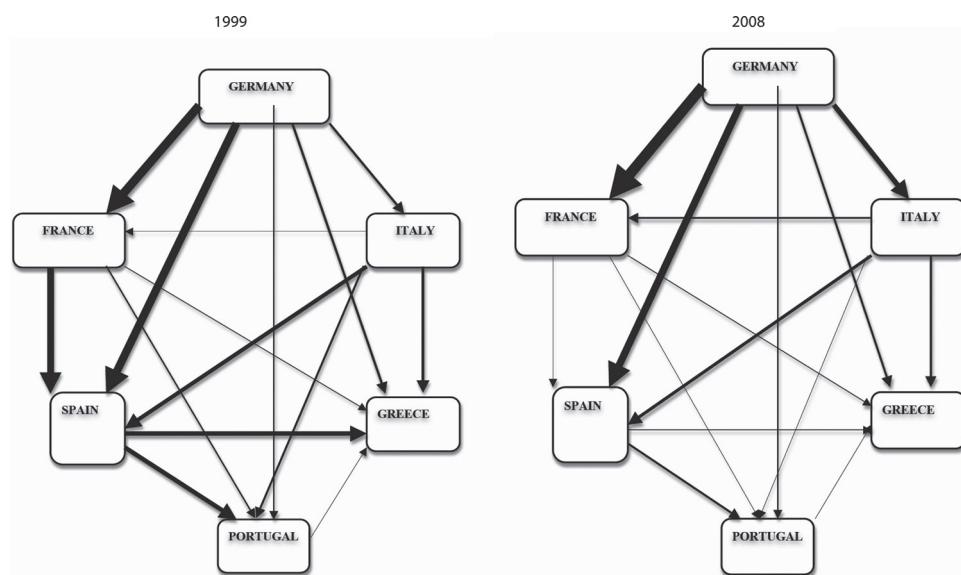 1999
GERMANY
FRANCE
ITALY
SPAIN
GREECE
PORTUGAL
2008
GERMANY
FRANCE
ITALY
SPAIN
GREECE
PORTUGAL